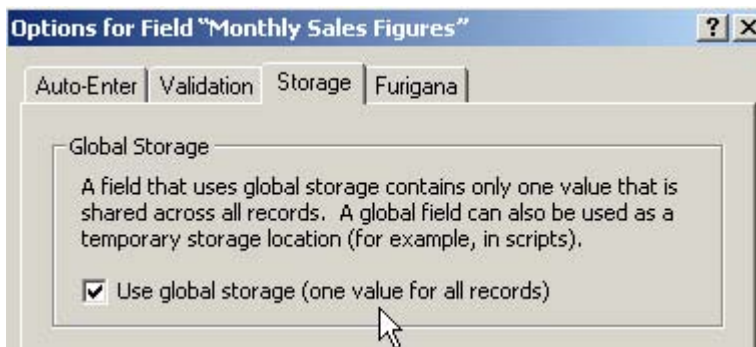 Options for Field “Monthly Sales Figures”
Auto-Enter Validation Storage Furigana
Global Storage
A field that uses global storage contains only one value that is
shared across all records. A global field can also be used as a
temporary storage location (for example, in scripts).
Use global storage (one value for all records)